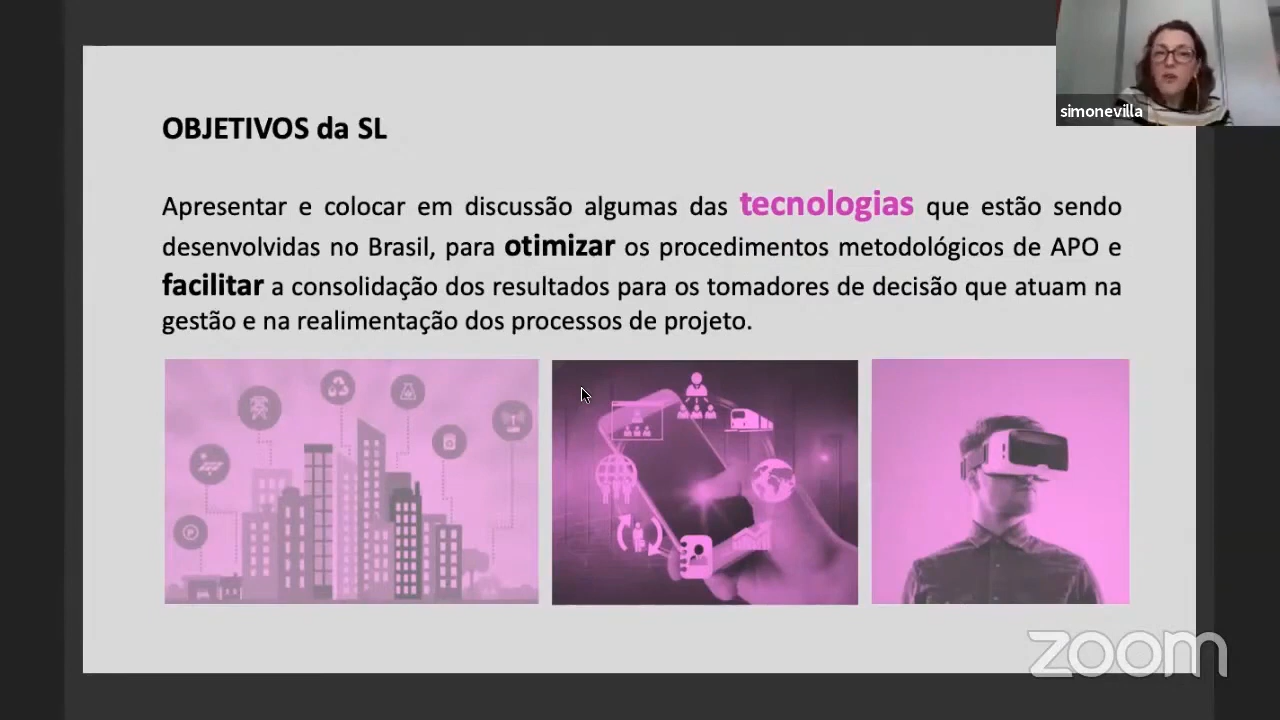 simonevilla
OBJETIVOS da SL
Apresentar e colocar em discussão algumas das tecnologias que estão sendo
desenvolvidas no Brasil, para otimizar os procedimentos metodológicos de APO e
facilitar a consolidação dos resultados para os tomadores de decisão que atuam na
gestão e na realimentação dos processos de projeto.
P
zoom